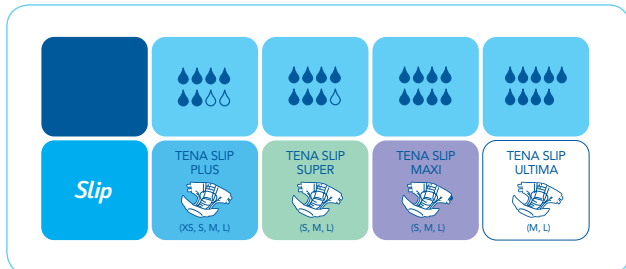 Slip
TENA SLIP
PLUS
(XS, S, M, L)
TENA SLIP
SUPER
(S, M, L)
TENA SLIP
MAXI
(S, M, L)
TENA SLIP
ULTIMA
(M, L)